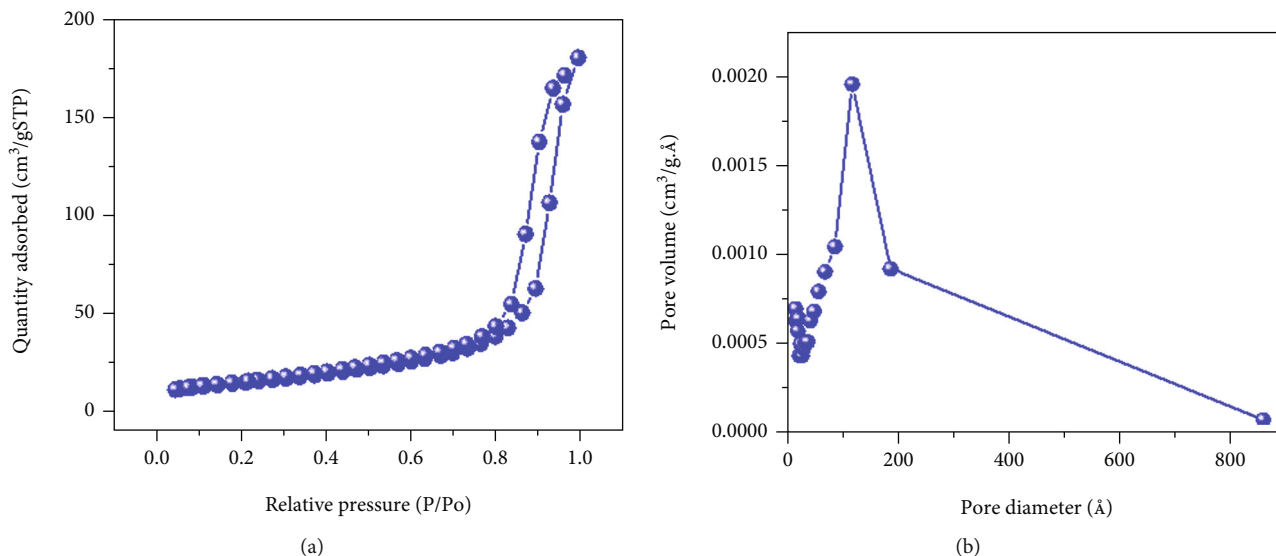 200
150
100
50
0
0.0 0.2 0.4 0.6 0.8 1.0
Quantity adsorbed (cm³/gSTP)
Relative pressure (P/Po)
(a)
0.0020
0.0015
0.0010
0.0005
0.0000
0 200 400 600 800
Pore volume (cm³/g.Å)
Pore diameter (Å)
(b)